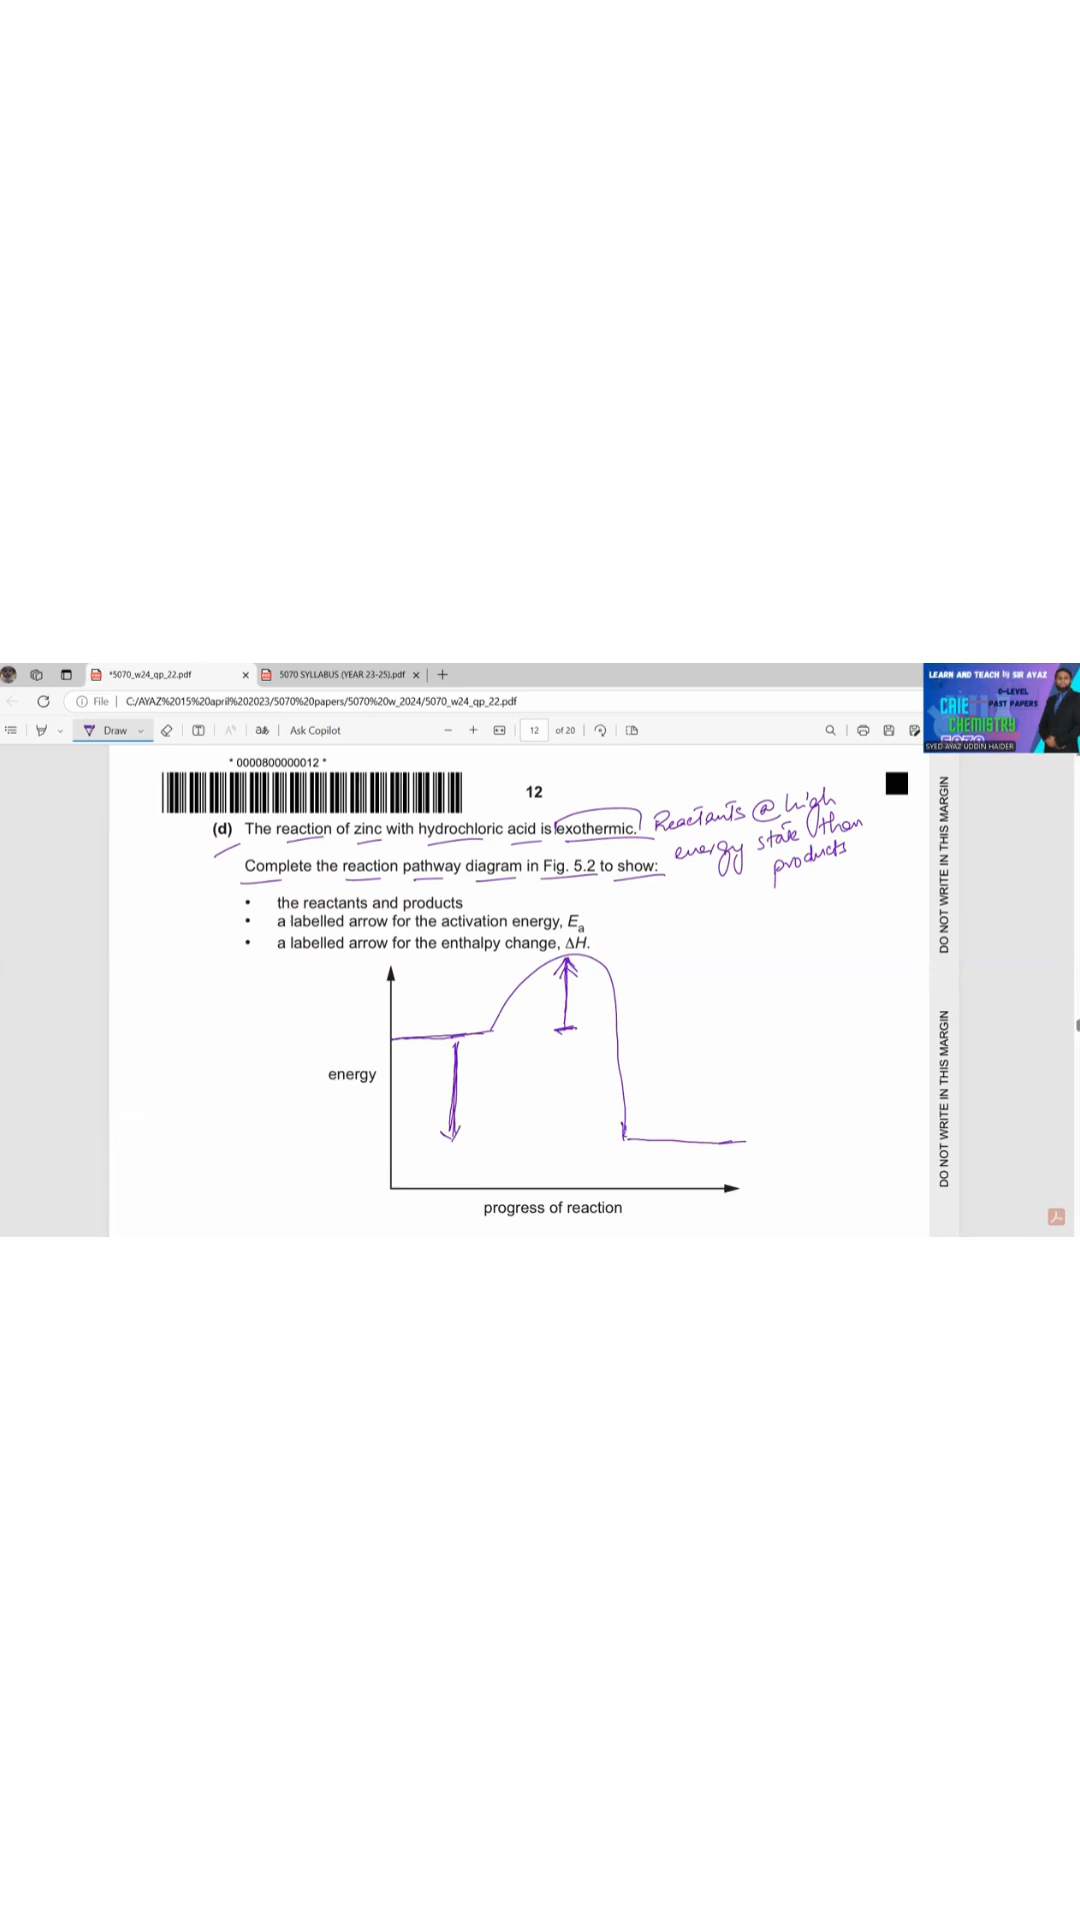 *5070_w24_qp_22.pdf
5070 SYLLABUS (YEAR 23-25).pdf
File | C:/AYAZ%2015%20april%202023/5070%20papers/5070%20w_2024/5070_w24_qp_22.pdf
Draw
Ask Copilot
12 of 20
LEARN AND TEACH by SIR AYAZ
O-LEVEL
CAIE PAST PAPERS
CHEMISTRY
5070
SYED AYAZ UDDIN HAIDER
* 0000800000012 *
12
(d) The reaction of zinc with hydrochloric acid is exothermic.
Reactants @ high
energy state than
products
Complete the reaction pathway diagram in Fig. 5.2 to show:
• the reactants and products
• a labelled arrow for the activation energy, Ea
• a labelled arrow for the enthalpy change, ΔH.
energy
progress of reaction
DO NOT WRITE IN THIS MARGIN
DO NOT WRITE IN THIS MARGIN